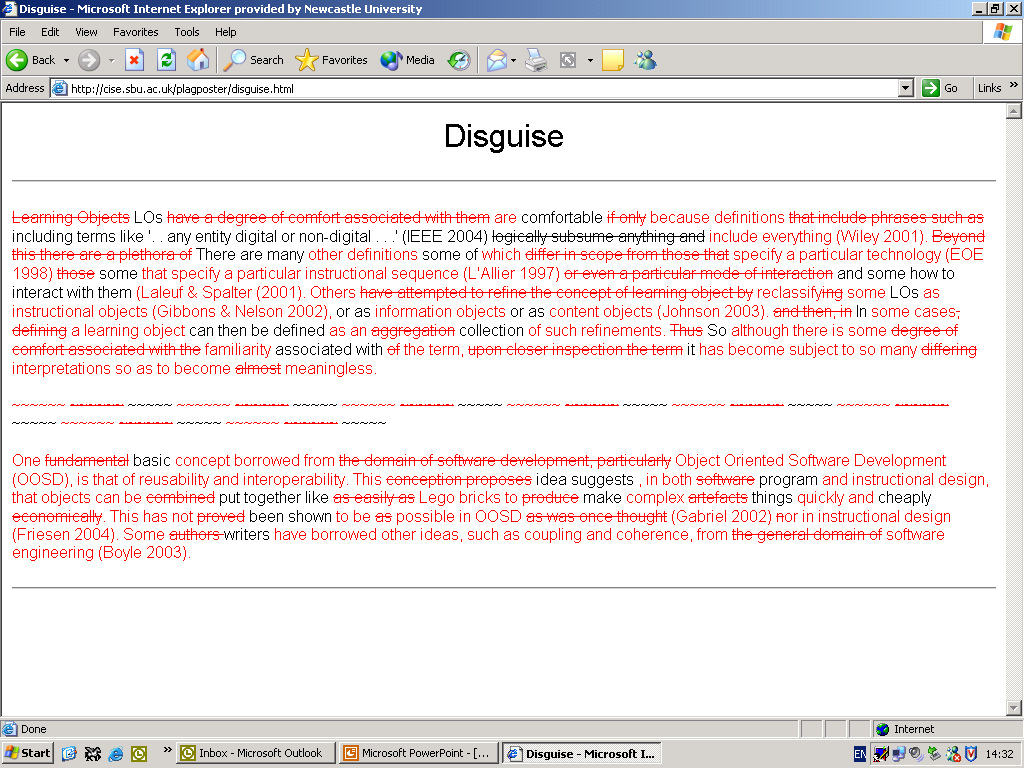 Disguise - Microsoft Internet Explorer provided by Newcastle University
File Edit View Favorites Tools Help
Back Search Favorites Media
Address http://cise.sbu.ac.uk/plagposter/disguise.html Go Links »
Disguise
Learning Objects LOs have a degree of comfort associated with them are comfortable if only because definitions that include phrases such as
including terms like '. . any entity digital or non-digital . . .' (IEEE 2004) logically subsume anything and include everything (Wiley 2001). Beyond
this there are a plethora of There are many other definitions some of which differ in scope from those that specify a particular technology (EOE
1998) those some that specify a particular instructional sequence (L'Allier 1997) or even a particular mode of interaction and some how to
interact with them (Laleuf & Spalter (2001). Others have attempted to refine the concept of learning object by reclassifying some LOs as
instructional objects (Gibbons & Nelson 2002), or as information objects or as content objects (Johnson 2003). and then, in In some cases,
defining a learning object can then be defined as an aggregation collection of such refinements. Thus So although there is some degree of
comfort associated with the familiarity associated with of the term, upon closer inspection the term it has become subject to so many differing
interpretations so as to become almost meaningless.
~~~~~~ ~~~~~~ ~~~~~ ~~~~~~ ~~~~~~ ~~~~~ ~~~~~~ ~~~~~~ ~~~~~ ~~~~~~ ~~~~~~ ~~~~~ ~~~~~~ ~~~~~~ ~~~~~ ~~~~~~ ~~~~~~
~~~~~ ~~~~~~ ~~~~~~ ~~~~~ ~~~~~~ ~~~~~~ ~~~~~
One fundamental basic concept borrowed from the domain of software development, particularly Object Oriented Software Development
(OOSD), is that of reusability and interoperability. This conception proposes idea suggests , in both software program and instructional design,
that objects can be combined put together like as easily as Lego bricks to produce make complex artefacts things quickly and cheaply
economically. This has not proved been shown to be as possible in OOSD as was once thought (Gabriel 2002) nor in instructional design
(Friesen 2004). Some authors writers have borrowed other ideas, such as coupling and coherence, from the general domain of software
engineering (Boyle 2003).
Done Internet
Start » Inbox - Microsoft Outlook Microsoft PowerPoint - [... Disguise - Microsoft I... EN 14:32